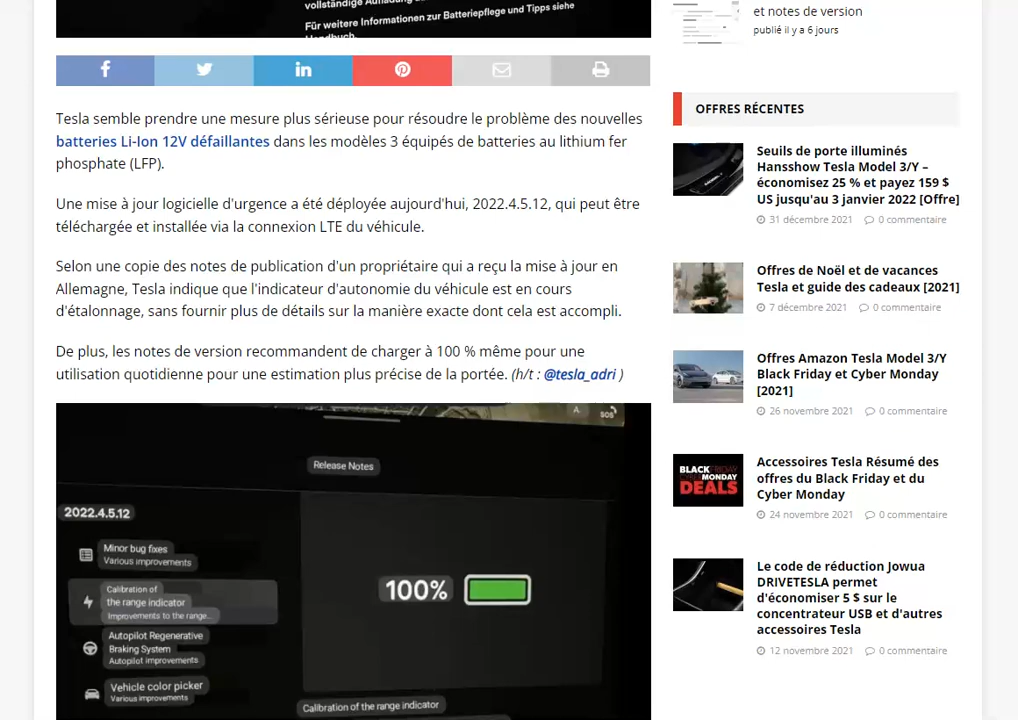 vollständige Aufladung
Für weitere Informationen zur Batteriepflege und Tipps siehe
Handbuch.
Tesla semble prendre une mesure plus sérieuse pour résoudre le problème des nouvelles
batteries Li-Ion 12V défaillantes dans les modèles 3 équipés de batteries au lithium fer
phosphate (LFP).
Une mise à jour logicielle d'urgence a été déployée aujourd'hui, 2022.4.5.12, qui peut être
téléchargée et installée via la connexion LTE du véhicule.
Selon une copie des notes de publication d'un propriétaire qui a reçu la mise à jour en
Allemagne, Tesla indique que l'indicateur d'autonomie du véhicule est en cours
d'étalonnage, sans fournir plus de détails sur la manière exacte dont cela est accompli.
De plus, les notes de version recommandent de charger à 100 % même pour une
utilisation quotidienne pour une estimation plus précise de la portée. (h/t : @tesla_adri )
A
SOS
Release Notes
2022.4.5.12
Minor bug fixes
Various improvements
Calibration of
the range indicator
Improvements to the range...
Autopilot Regenerative
Braking System
Autopilot improvements
Vehicle color picker
Various improvements
100%
Calibration of the range indicator
et notes de version
publié il y a 6 jours
OFFRES RÉCENTES
Seuils de porte illuminés
Hansshow Tesla Model 3/Y –
économisez 25 % et payez 159 $
US jusqu'au 3 janvier 2022 [Offre]
31 décembre 2021 0 commentaire
Offres de Noël et de vacances
Tesla et guide des cadeaux [2021]
7 décembre 2021 0 commentaire
Offres Amazon Tesla Model 3/Y
Black Friday et Cyber Monday
[2021]
26 novembre 2021 0 commentaire
BLACK FRIDAY
CYBER MONDAY
DEALS
Accessoires Tesla Résumé des
offres du Black Friday et du
Cyber Monday
24 novembre 2021 0 commentaire
Le code de réduction Jowua
DRIVETESLA permet
d'économiser 5 $ sur le
concentrateur USB et d'autres
accessoires Tesla
12 novembre 2021 0 commentaire